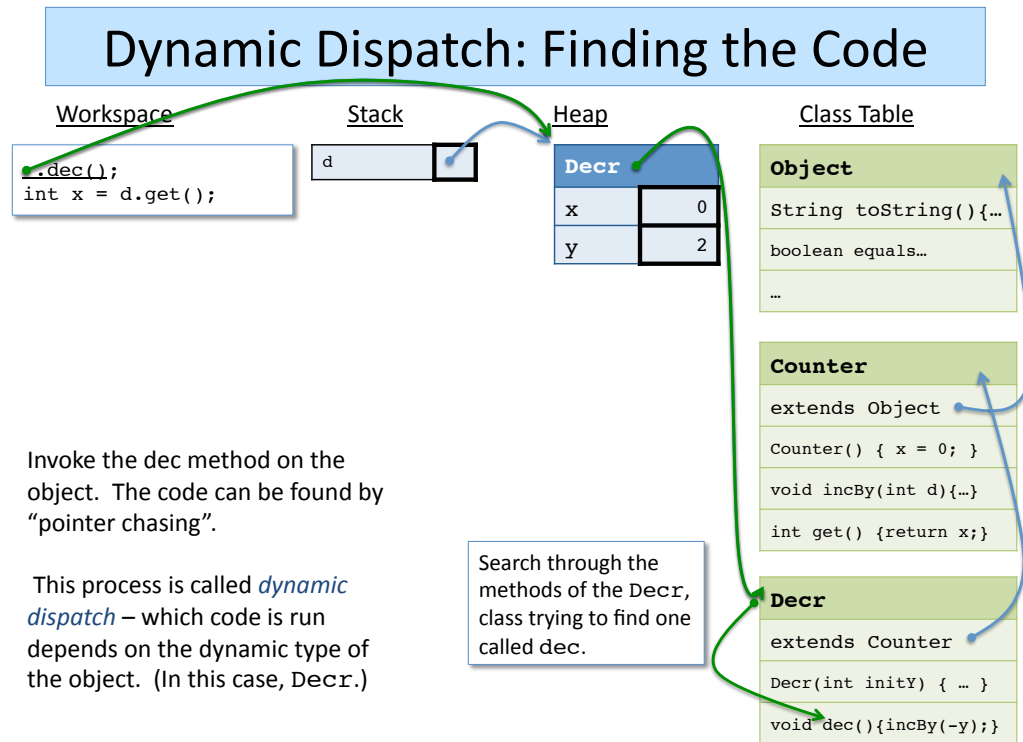 Dynamic Dispatch: Finding the Code
Workspace
.dec();
int x = d.get();
Stack
d
Heap
Decr
x 0
y 2
Class Table
Object
String toString(){…
boolean equals…
…
Counter
extends Object
Counter() { x = 0; }
void incBy(int d){…}
int get() {return x;}
Decr
extends Counter
Decr(int initY) { … }
void dec(){incBy(-y);}
Invoke the dec method on the
object. The code can be found by
“pointer chasing”.
This process is called dynamic
dispatch – which code is run
depends on the dynamic type of
the object. (In this case, Decr.)
Search through the
methods of the Decr,
class trying to find one
called dec.